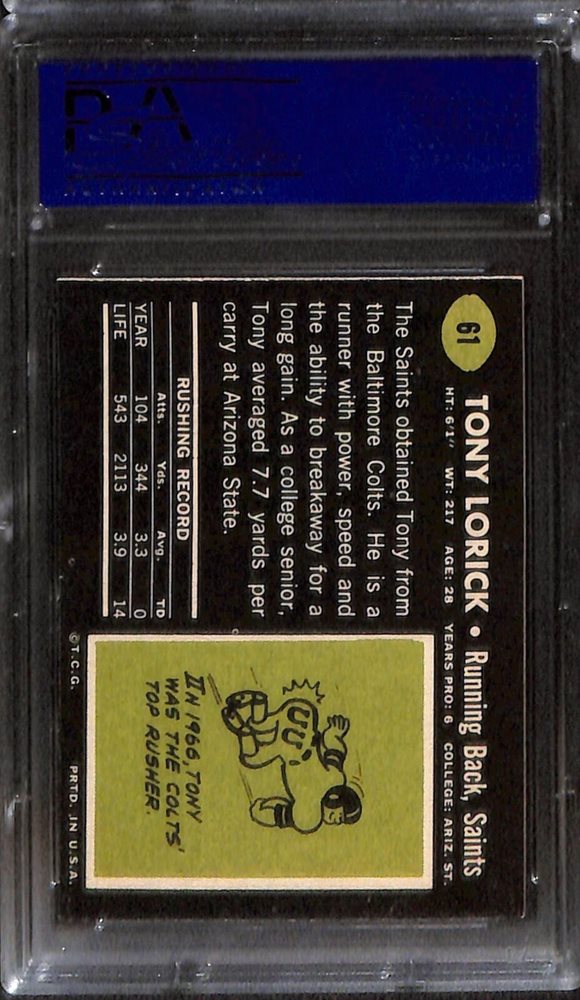 PSA
61
TONY LORICK • Running Back, Saints
HT: 6'1" WT: 217 AGE: 28 YEARS PRO: 6 COLLEGE: ARIZ. ST.
The Saints obtained Tony from
the Baltimore Colts. He is a
runner with power, speed and
the ability to breakaway for a
long gain. As a college senior,
Tony averaged 7.7 yards per
carry at Arizona State.
RUSHING RECORD
Atts. Yds. Avg. TD
YEAR 104 344 3.3 0
LIFE 543 2113 3.9 14
IN 1966, TONY
WAS THE COLTS'
TOP RUSHER.
©T.C.G. PRTD. IN U.S.A.